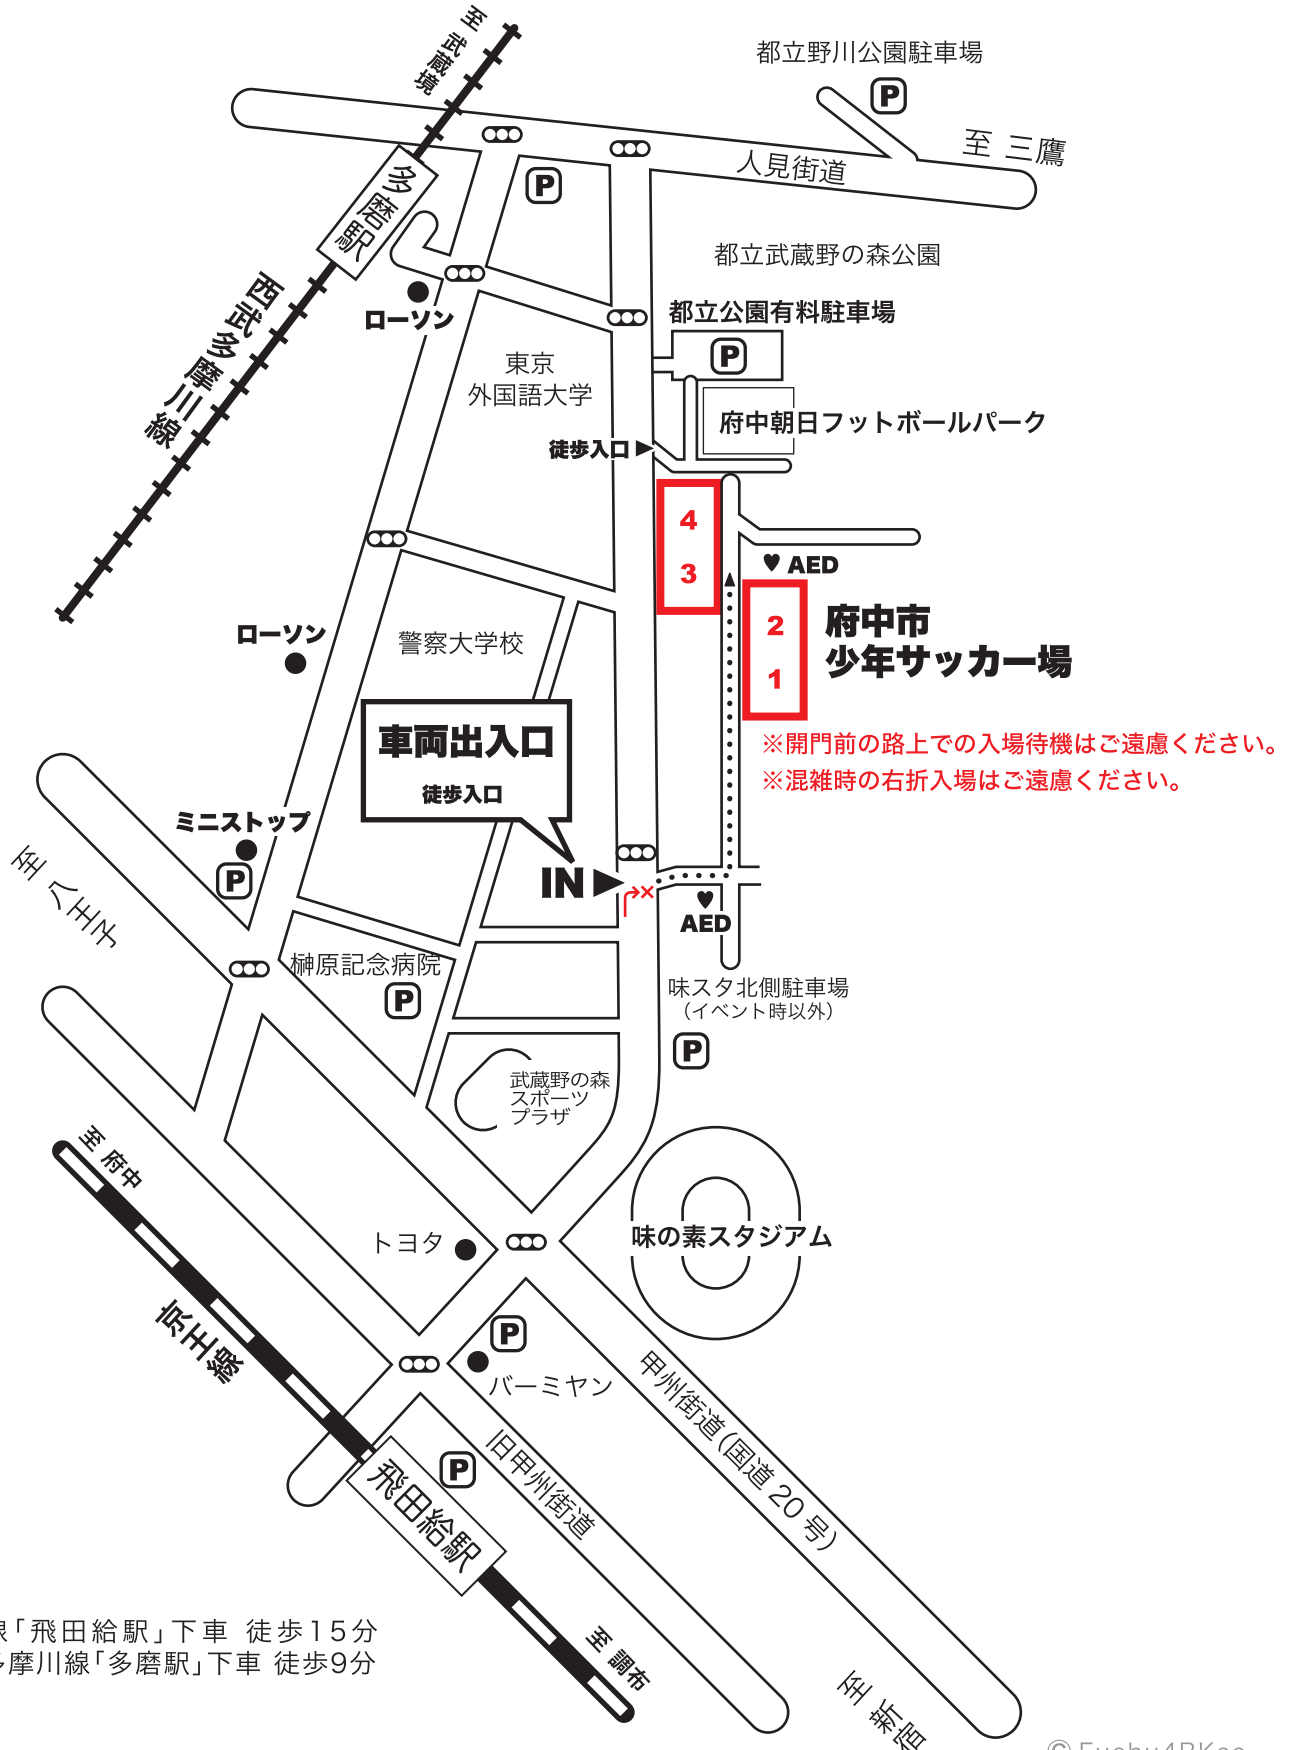 至 武蔵境
都立野川公園駐車場
P
至 三鷹
人見街道
多磨駅
P
都立武蔵野の森公園
西武多摩川線
ローソン
都立公園有料駐車場
P
東京
外国語大学
府中朝日フットボールパーク
徒歩入口
4
3
AED
ローソン
警察大学校
2
1
府中市
少年サッカー場
車両出入口
徒歩入口
※開門前の路上での入場待機はご遠慮ください。
※混雑時の右折入場はご遠慮ください。
ミニストップ
P
至 八王子
IN
AED
榊原記念病院
P
味スタ北側駐車場
（イベント時以外）
P
武蔵野の森
スポーツ
プラザ
至 府中
トヨタ
味の素スタジアム
京王線
P
バーミヤン
甲州街道（国道20号）
P
旧甲州街道
飛田給駅
線「飛田給駅」下車 徒歩15分
摩川線「多磨駅」下車 徒歩9分
至 調布
至 新宿